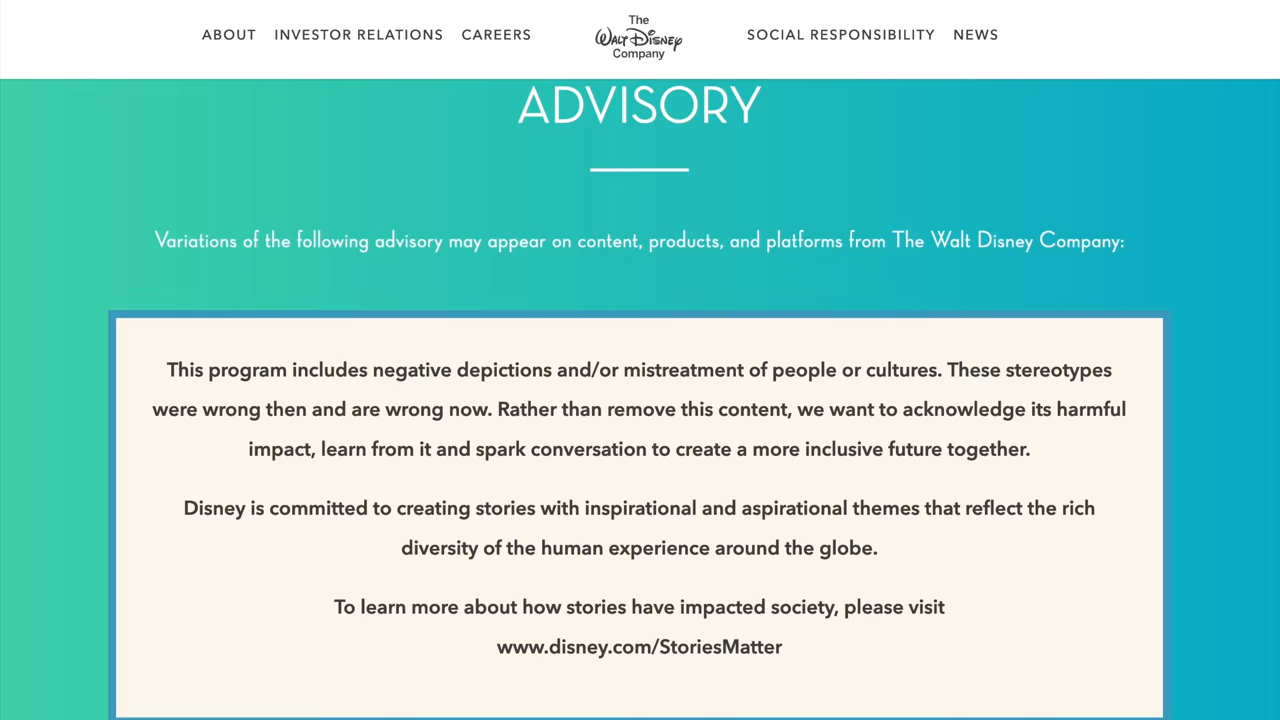 ABOUT INVESTOR RELATIONS CAREERS The Walt Disney Company SOCIAL RESPONSIBILITY NEWS
ADVISORY
Variations of the following advisory may appear on content, products, and platforms from The Walt Disney Company:
This program includes negative depictions and/or mistreatment of people or cultures. These stereotypes
were wrong then and are wrong now. Rather than remove this content, we want to acknowledge its harmful
impact, learn from it and spark conversation to create a more inclusive future together.
Disney is committed to creating stories with inspirational and aspirational themes that reflect the rich
diversity of the human experience around the globe.
To learn more about how stories have impacted society, please visit
www.disney.com/StoriesMatter